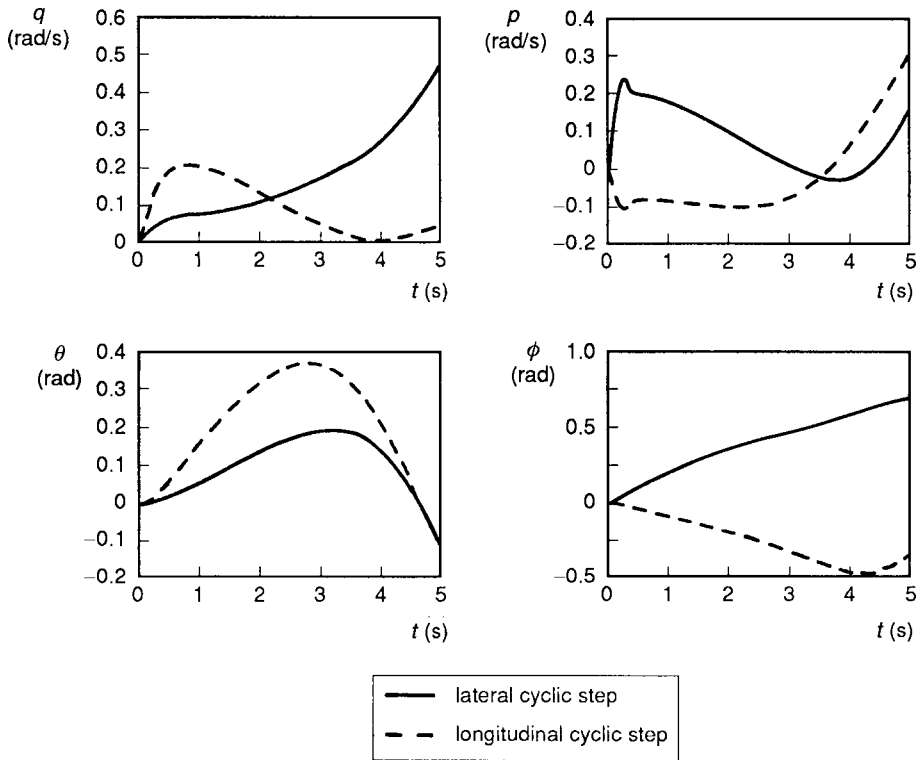 q
(rad/s)
0.6
0.5
0.4
0.3
0.2
0.1
0
0 1 2 3 4 5
t (s)
p
(rad/s)
0.4
0.2
0
−0.1
−0.2
0 1 2 3 4 5
t (s)
θ
(rad)
0.4
0.3
0.2
0.1
0
−0.1
−0.2
0 1 2 3 4 5
t (s)
ϕ
(rad)
1.0
0.5
0
−0.5
0 1 2 3 4 5
t (s)
lateral cyclic step
longitudinal cyclic step